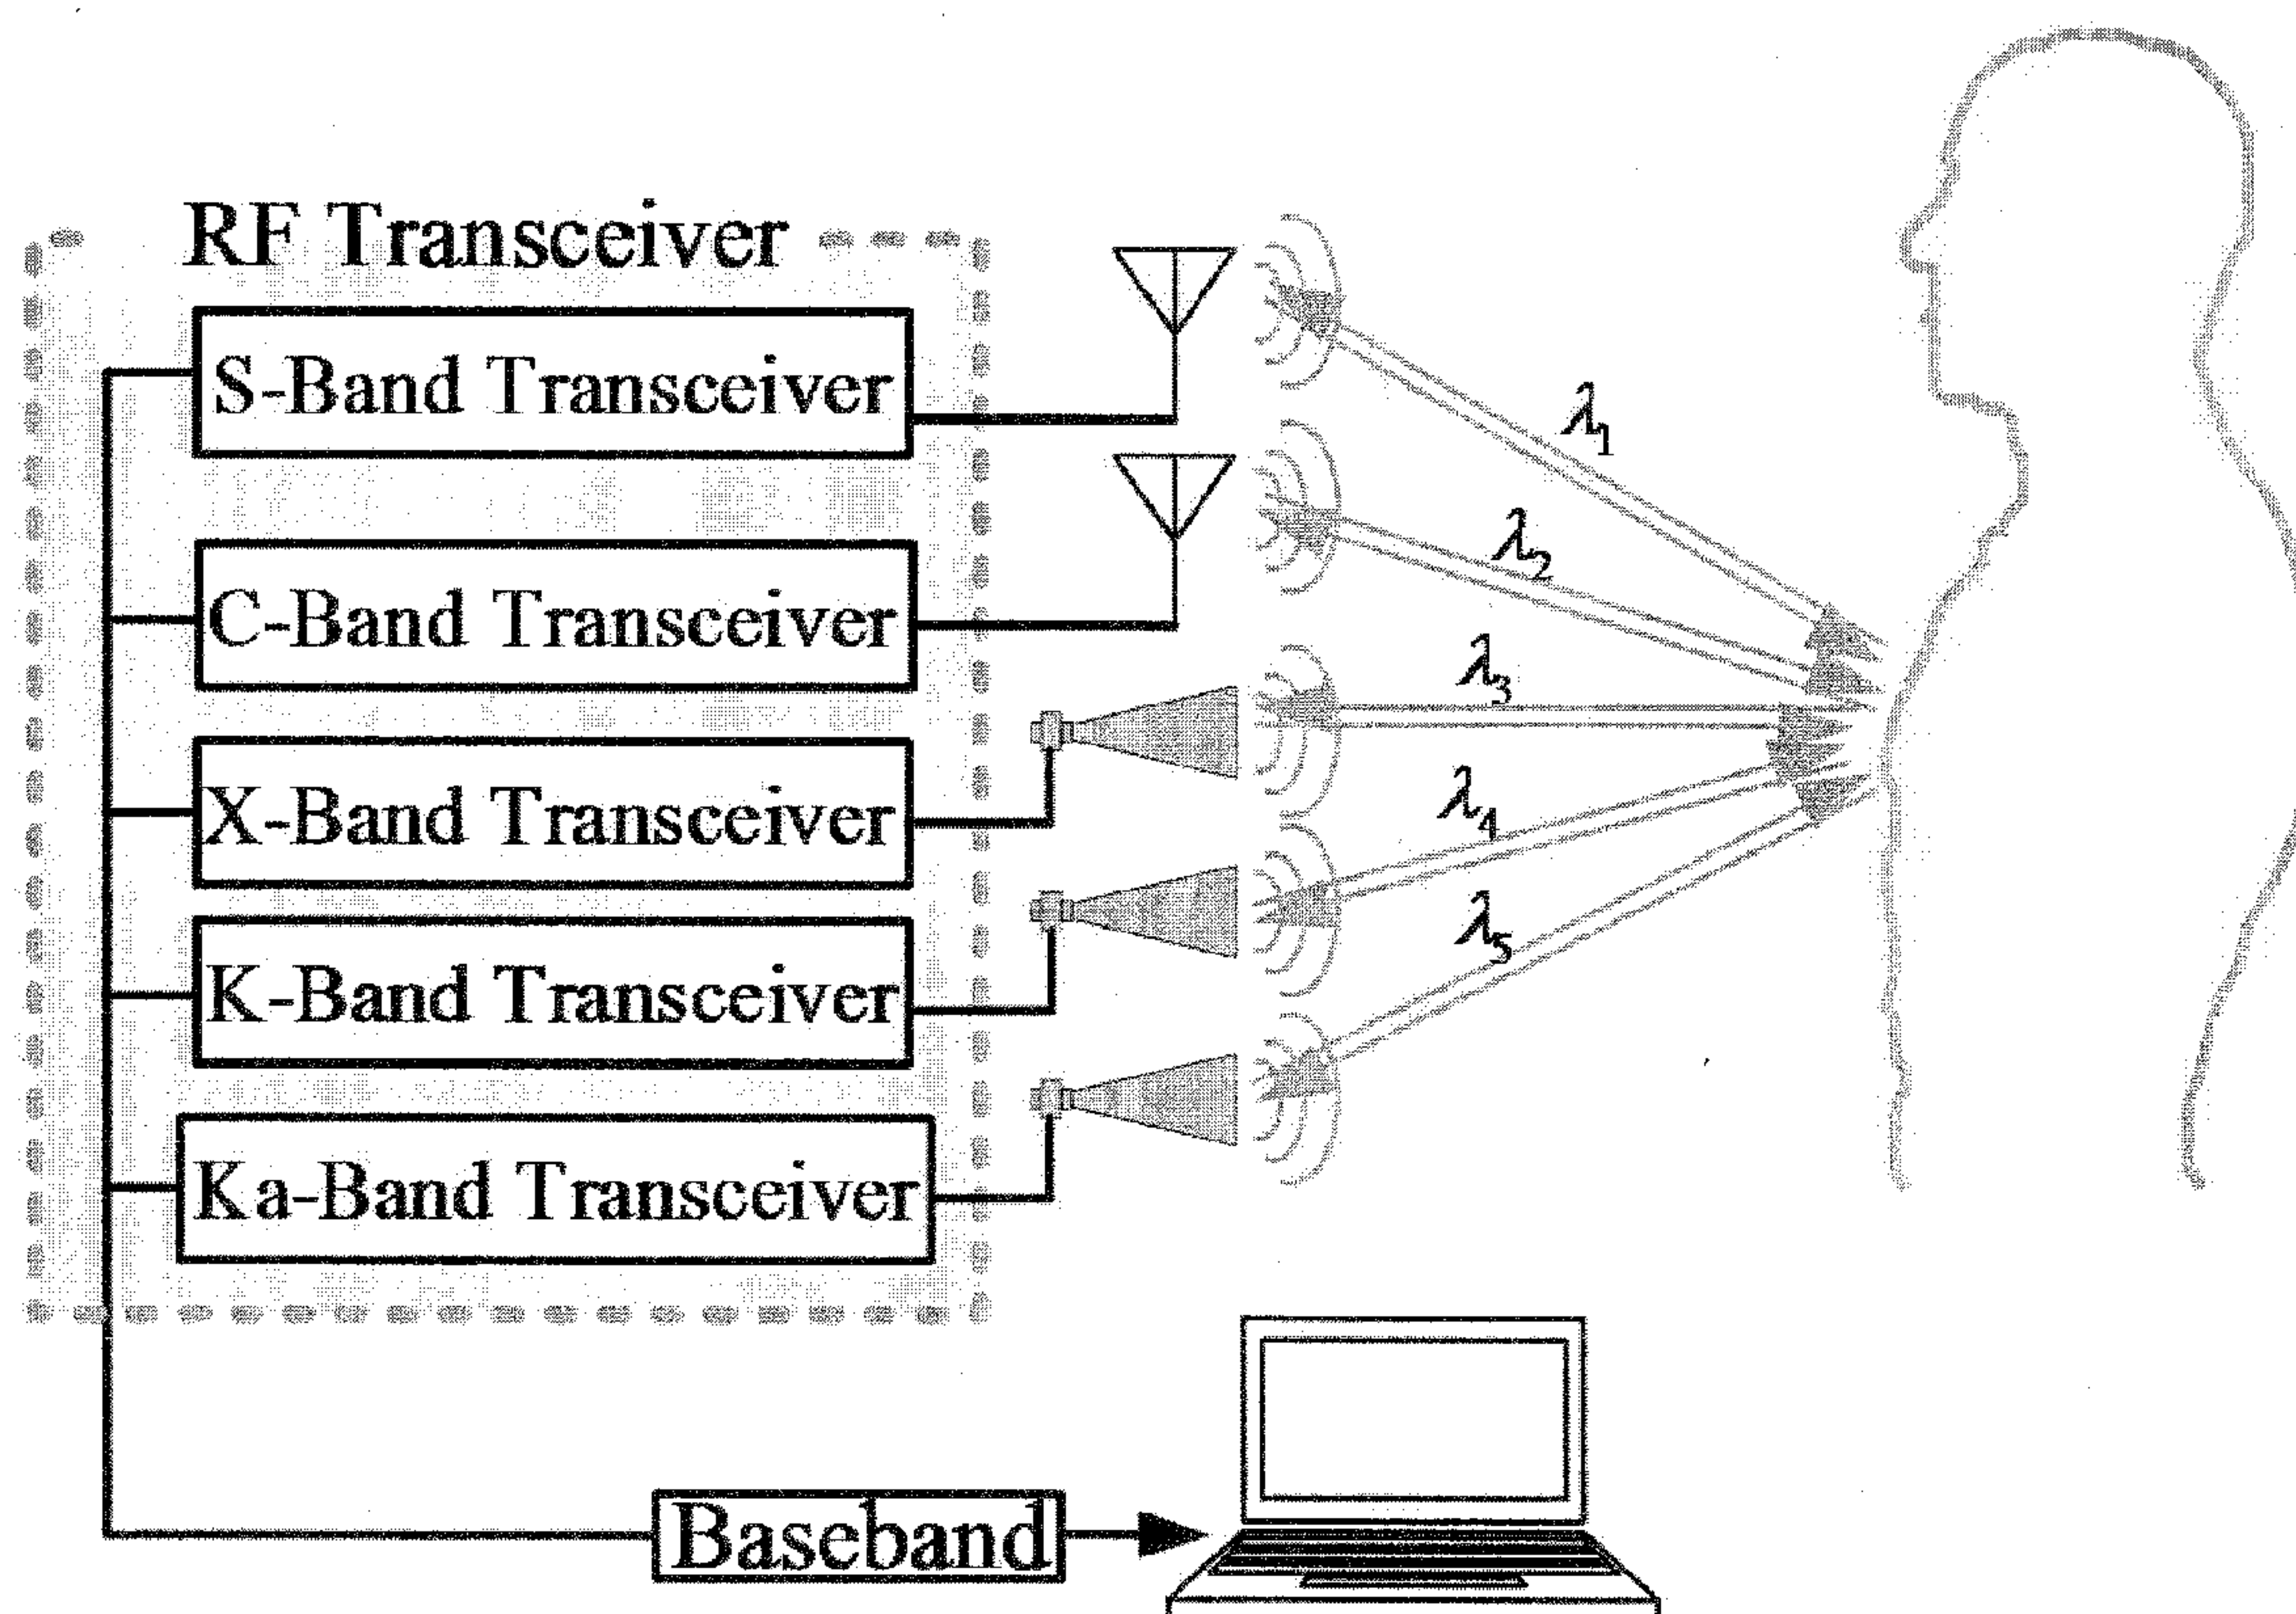 RF Transceiver
S-Band Transceiver
C-Band Transceiver
X-Band Transceiver
K-Band Transceiver
Ka-Band Transceiver
λ1
λ2
λ3
λ4
λ5
Baseband